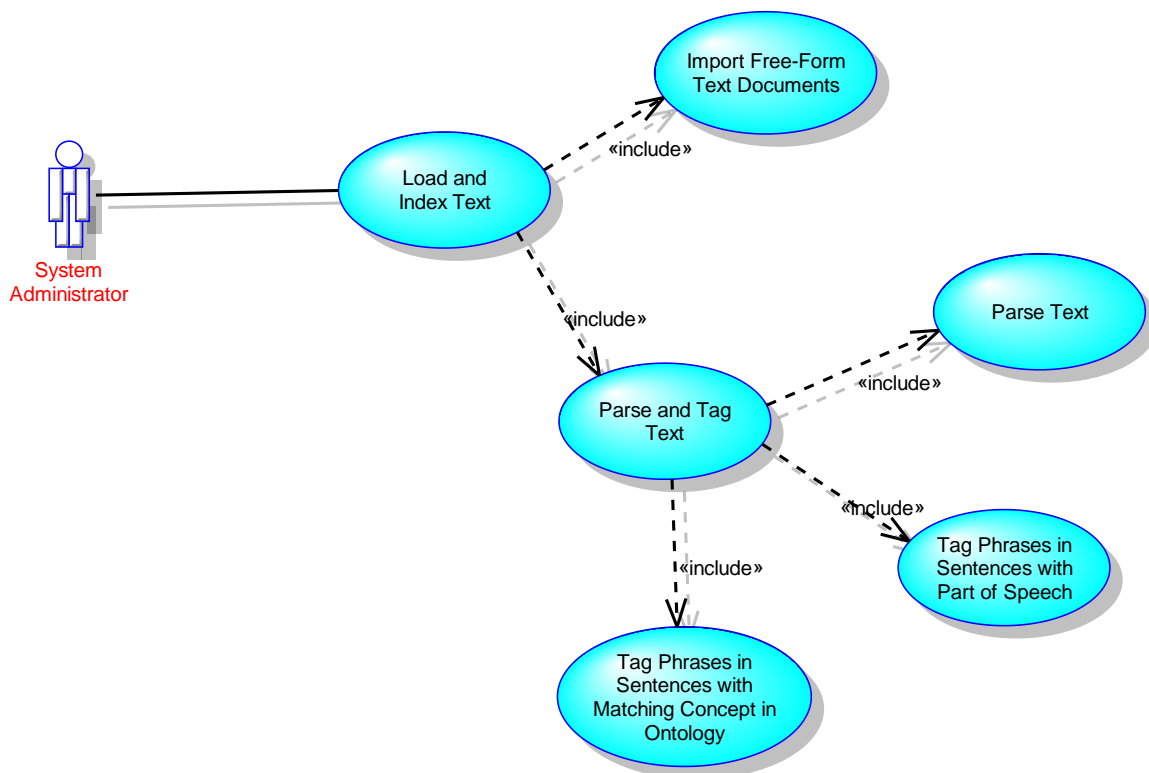 Import Free-Form
Text Documents
«include»
Load and
Index Text
System
Administrator
«include»
Parse Text
«include»
Parse and Tag
Text
«include»
Tag Phrases in
Sentences with
Part of Speech
«include»
Tag Phrases in
Sentences with
Matching Concept in
Ontology